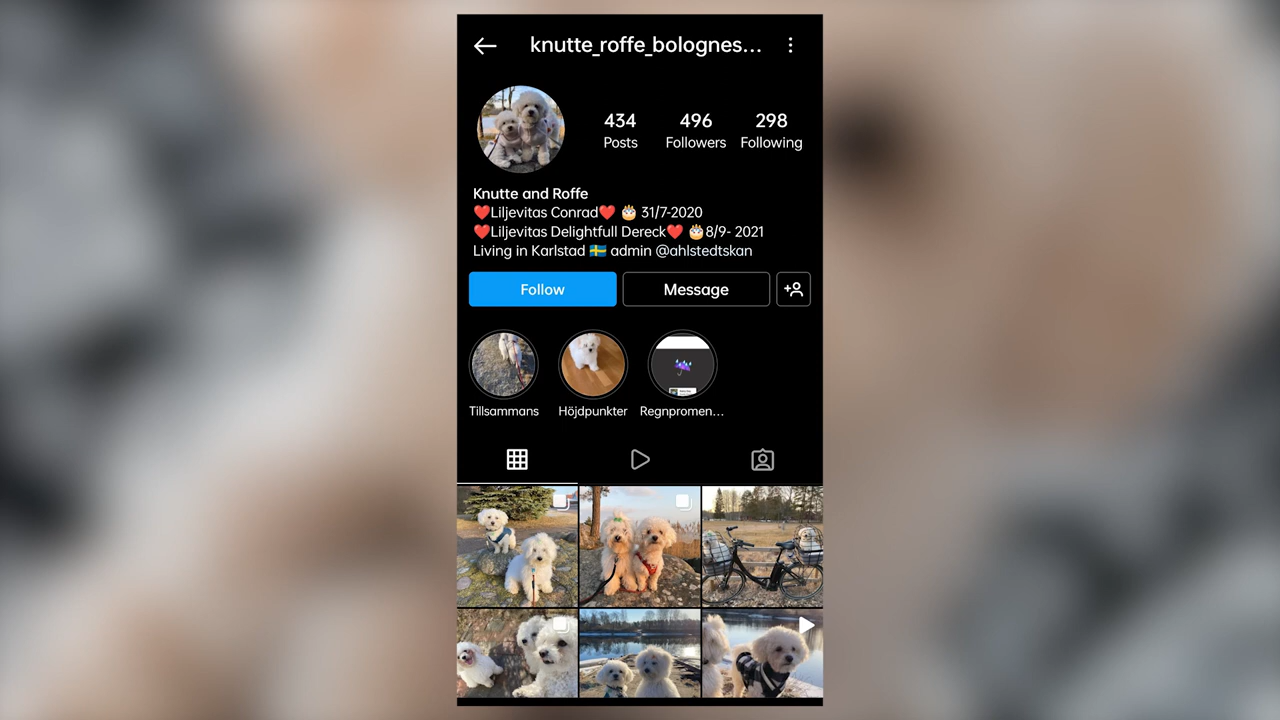 knutte_roffe_bolognes...
434 496 298
Posts Followers Following
Knutte and Roffe
❤️Liljevitas Conrad❤️ 🎂 31/7-2020
❤️Liljevitas Delightfull Dereck❤️ 🎂8/9- 2021
Living in Karlstad 🇸🇪 admin @ahlstedtskan
Follow Message
Tillsammans Höjdpunkter Regnpromen...